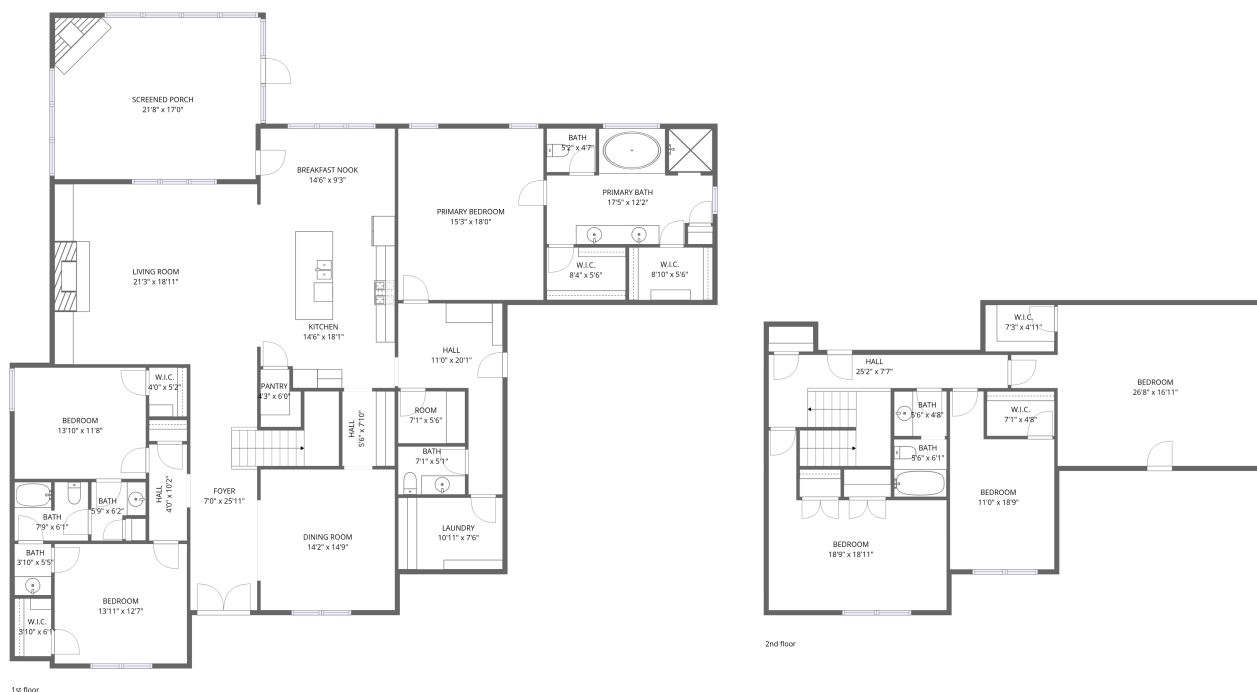 SCREENED PORCH
21'8" x 17'0"
BREAKFAST NOOK
14'6" x 9'3"
BATH
5'2" x 4'7"
PRIMARY BEDROOM
15'3" x 18'0"
PRIMARY BATH
17'5" x 12'2"
LIVING ROOM
21'3" x 18'11"
W.I.C.
8'4" x 5'6"
W.I.C.
8'10" x 5'6"
KITCHEN
14'6" x 18'1"
HALL
11'0" x 20'1"
W.I.C.
4'0" x 5'2"
PANTRY
4'3" x 6'0"
BEDROOM
13'10" x 11'8"
ROOM
7'1" x 5'6"
HALL
5'6" x 7'10"
BATH
7'1" x 5'1"
HALL
4'0" x 10'2"
FOYER
7'0" x 25'11"
BATH
5'9" x 6'2"
BATH
7'9" x 6'1"
LAUNDRY
10'11" x 7'6"
DINING ROOM
14'2" x 14'9"
BATH
3'10" x 5'5"
BEDROOM
13'11" x 12'7"
W.I.C.
3'10" x 6'1"
1st floor
W.I.C.
7'3" x 4'11"
HALL
25'2" x 7'7"
BEDROOM
26'8" x 16'11"
BATH
5'6" x 4'8"
W.I.C.
7'1" x 4'8"
BATH
5'6" x 6'1"
BEDROOM
11'0" x 18'9"
BEDROOM
18'9" x 18'11"
2nd floor